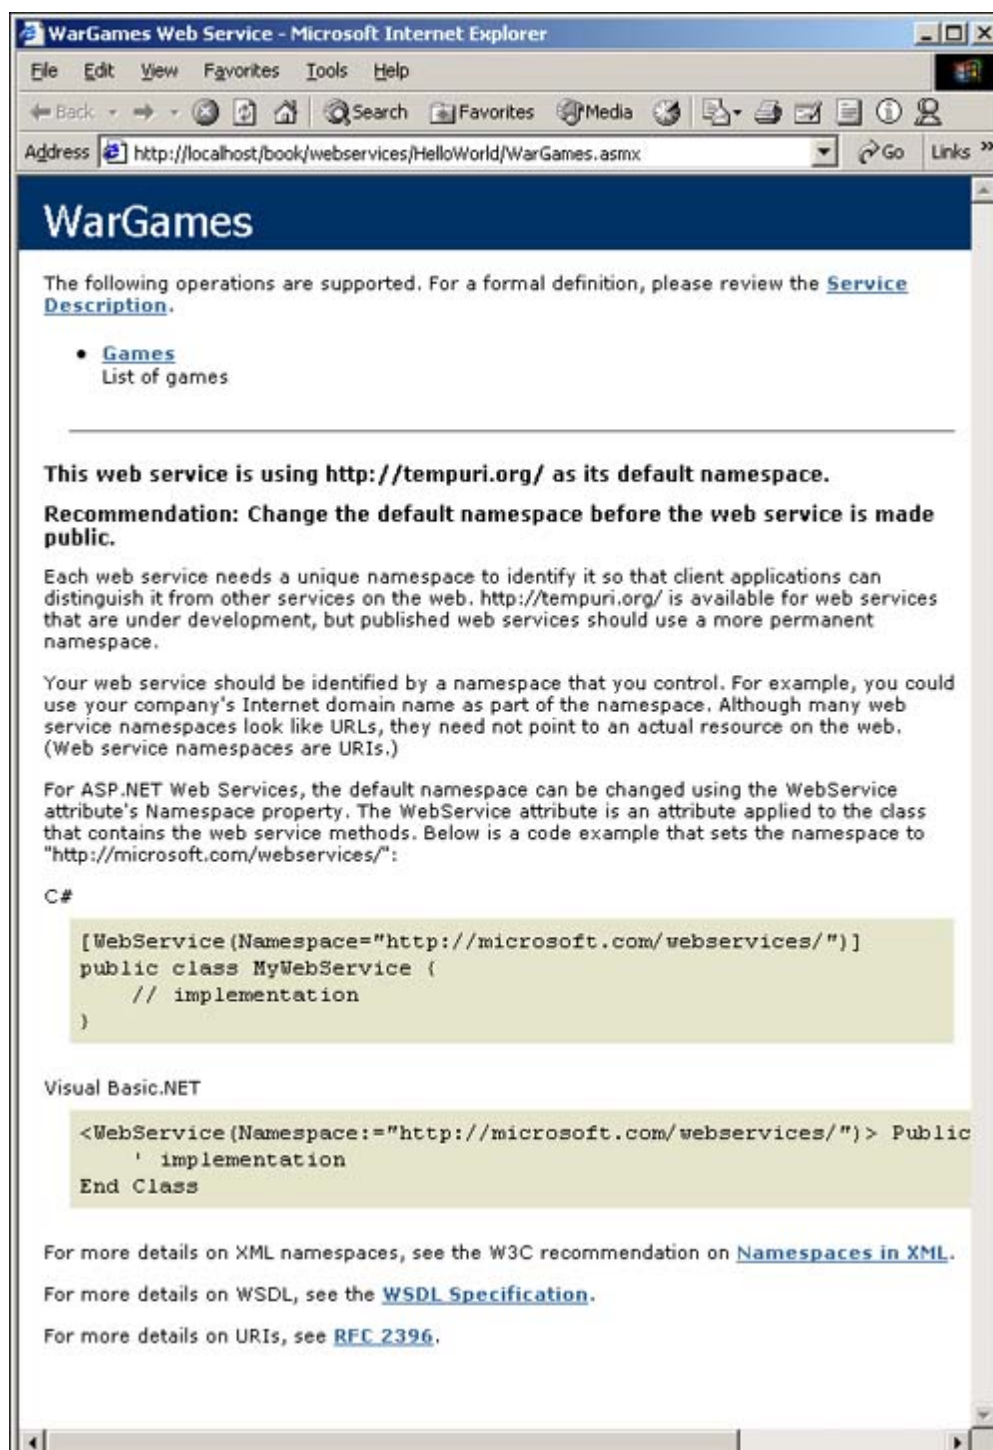 WarGames Web Service - Microsoft Internet Explorer
File Edit View Favorites Tools Help
Back Search Favorites Media
Address http://localhost/book/webservices/HelloWorld/WarGames.asmx Go Links »
WarGames
The following operations are supported. For a formal definition, please review the Service
Description.
• Games
List of games
This web service is using http://tempuri.org/ as its default namespace.
Recommendation: Change the default namespace before the web service is made
public.
Each web service needs a unique namespace to identify it so that client applications can
distinguish it from other services on the web. http://tempuri.org/ is available for web services
that are under development, but published web services should use a more permanent
namespace.
Your web service should be identified by a namespace that you control. For example, you could
use your company's Internet domain name as part of the namespace. Although many web
service namespaces look like URLs, they need not point to an actual resource on the web.
(Web service namespaces are URIs.)
For ASP.NET Web Services, the default namespace can be changed using the WebService
attribute's Namespace property. The WebService attribute is an attribute applied to the class
that contains the web service methods. Below is a code example that sets the namespace to
"http://microsoft.com/webservices/":
C#
[WebService(Namespace="http://microsoft.com/webservices/")]
public class MyWebService {
// implementation
}
Visual Basic.NET
<WebService(Namespace:="http://microsoft.com/webservices/")> Public
' implementation
End Class
For more details on XML namespaces, see the W3C recommendation on Namespaces in XML.
For more details on WSDL, see the WSDL Specification.
For more details on URIs, see RFC 2396.